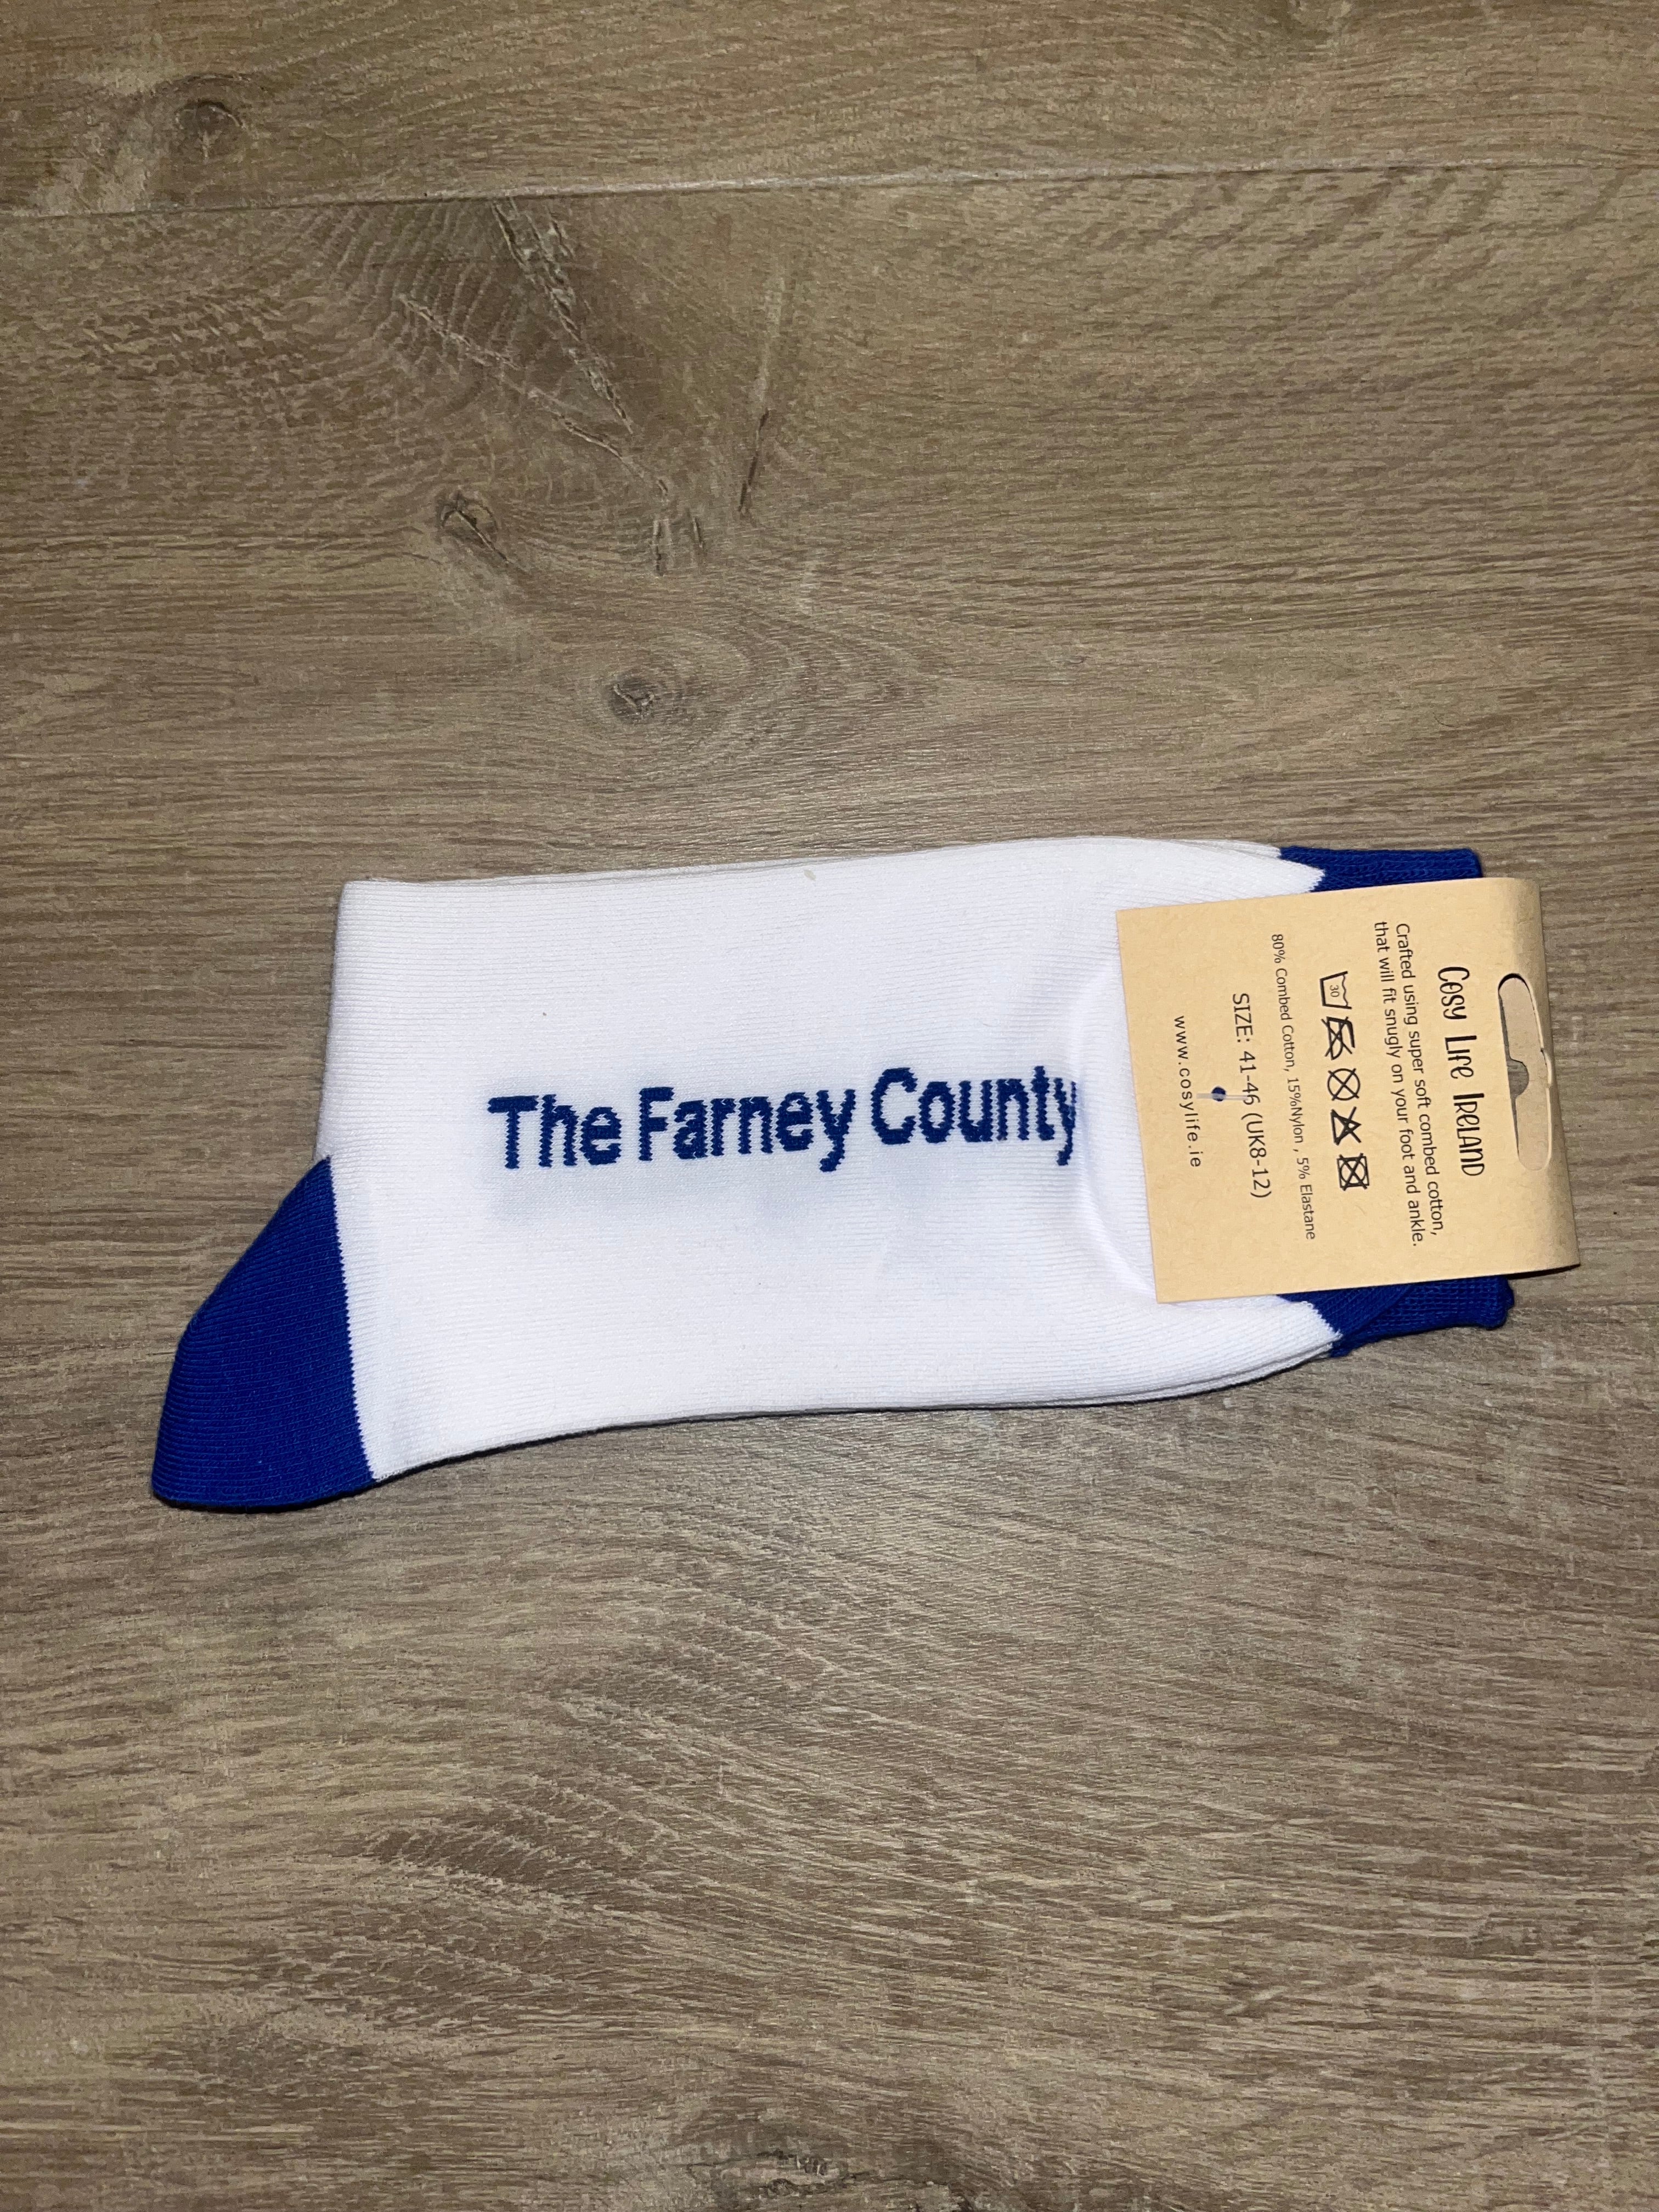 The Farney County
Cosy Life Ireland
Crafted using super soft combed cotton,
that will fit snugly on your foot and ankle.
30
80% Combed Cotton, 15%Nylon , 5% Elastane
SIZE: 41-46 (UK8-12)
www.cosylife.ie